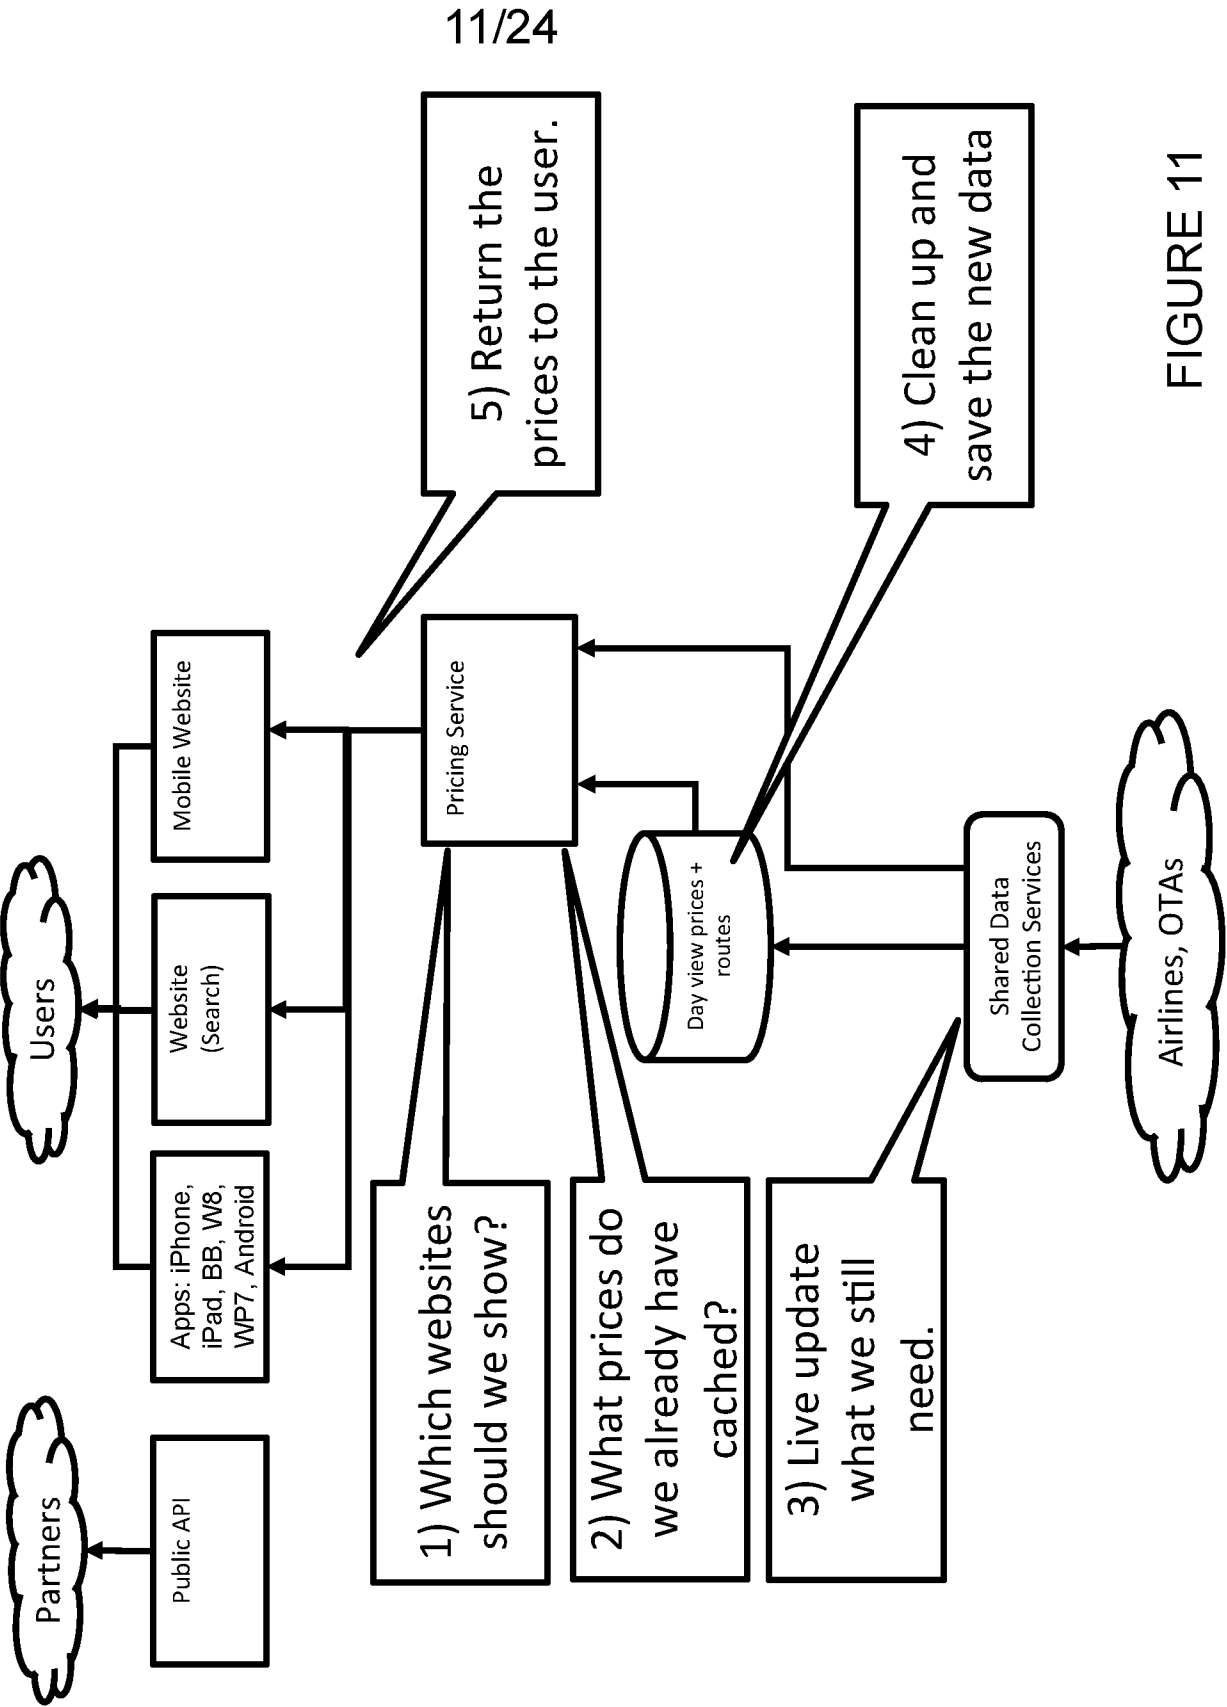 11/24
Partners
Users
Public API
Apps: iPhone,
iPad, BB, W8,
WP7, Android
Website
(Search)
Mobile Website
1) Which websites
should we show?
Pricing Service
5) Return the
prices to the user.
2) What prices do
we already have
cached?
Day view prices +
routes
3) Live update
what we still
need.
Shared Data
Collection Services
4) Clean up and
save the new data
Airlines, OTAs
FIGURE 11